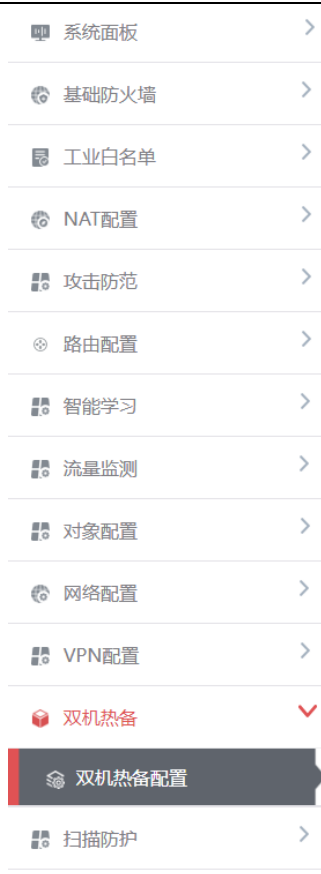 系统面板
基础防火墙
工业白名单
NAT配置
攻击防范
路由配置
智能学习
流量监测
对象配置
网络配置
VPN配置
双机热备
双机热备配置
扫描防护